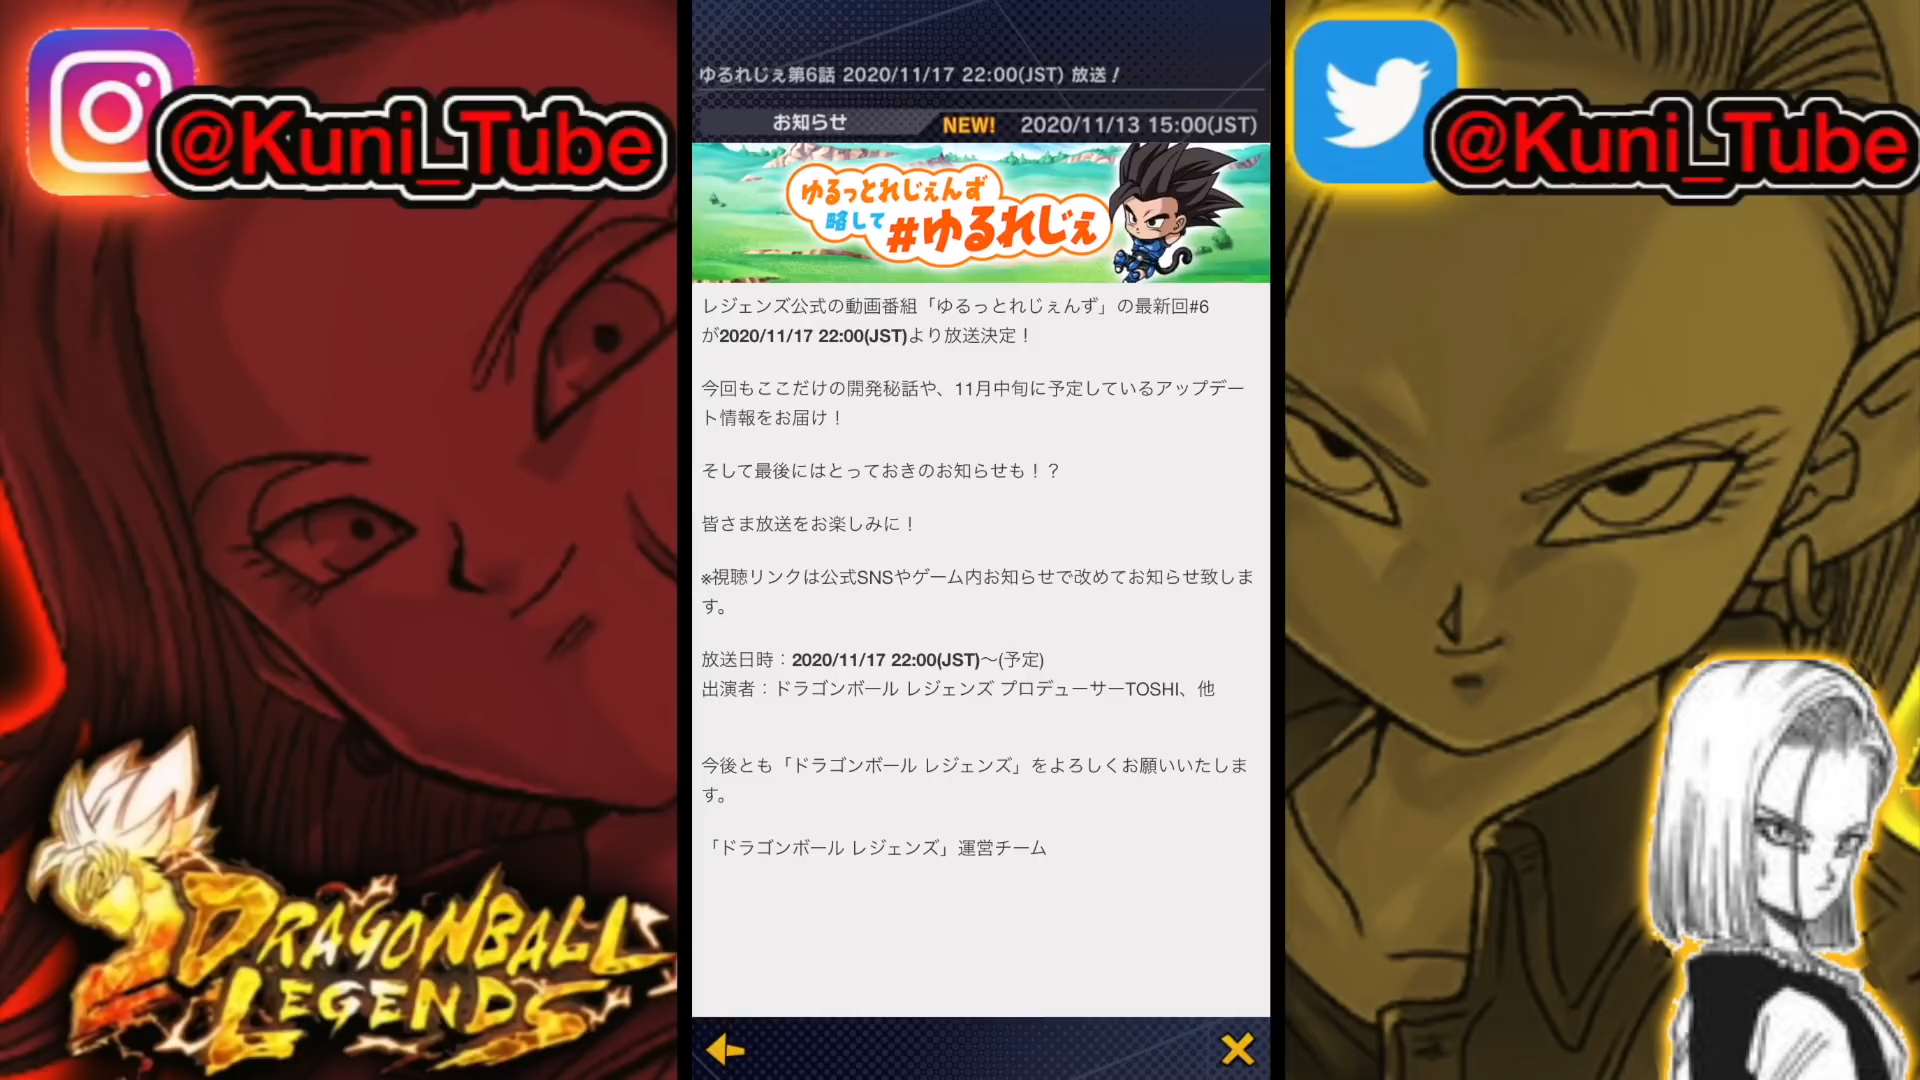 @Kuni_Tube
ゆるれじぇ第6話 2020/11/17 22:00(JST) 放送！
お知らせ NEW! 2020/11/13 15:00(JST)
ゆるっとれじぇんず
略して #ゆるれじぇ
レジェンズ公式の動画番組「ゆるっとれじぇんず」の最新回#6
が2020/11/17 22:00(JST)より放送決定！
今回もここだけの開発秘話や、11月中旬に予定しているアップデー
ト情報をお届け！
そして最後にはとっておきのお知らせも！？
皆さま放送をお楽しみに！
※視聴リンクは公式SNSやゲーム内お知らせで改めてお知らせ致しま
す。
放送日時：2020/11/17 22:00(JST)〜(予定)
出演者：ドラゴンボール レジェンズ プロデューサーTOSHI、他
今後とも「ドラゴンボール レジェンズ」をよろしくお願いいたしま
す。
「ドラゴンボール レジェンズ」運営チーム
@Kuni_Tube
DRAGONBALL
LEGENDS